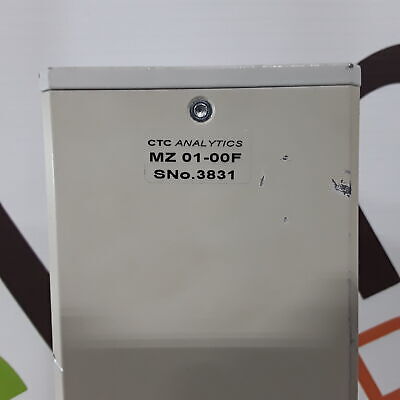 CTC ANALYTICS
MZ 01-00F
SNo.3831